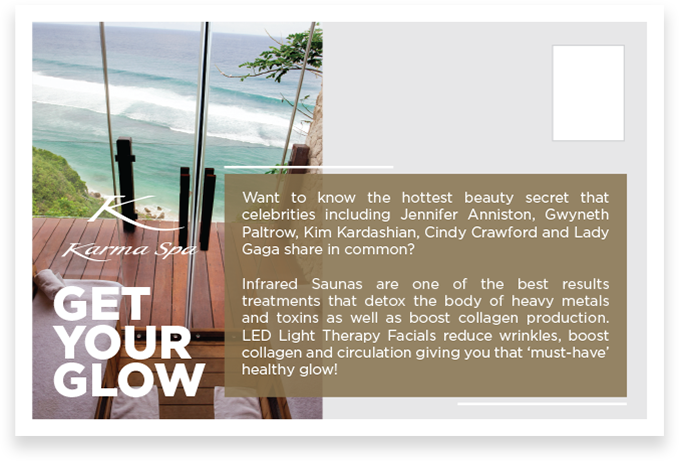 Karma Spa
GET
YOUR
GLOW
Want to know the hottest beauty secret that
celebrities including Jennifer Anniston, Gwyneth
Paltrow, Kim Kardashian, Cindy Crawford and Lady
Gaga share in common?
Infrared Saunas are one of the best results
treatments that detox the body of heavy metals
and toxins as well as boost collagen production.
LED Light Therapy Facials reduce wrinkles, boost
collagen and circulation giving you that ‘must-have’
healthy glow!